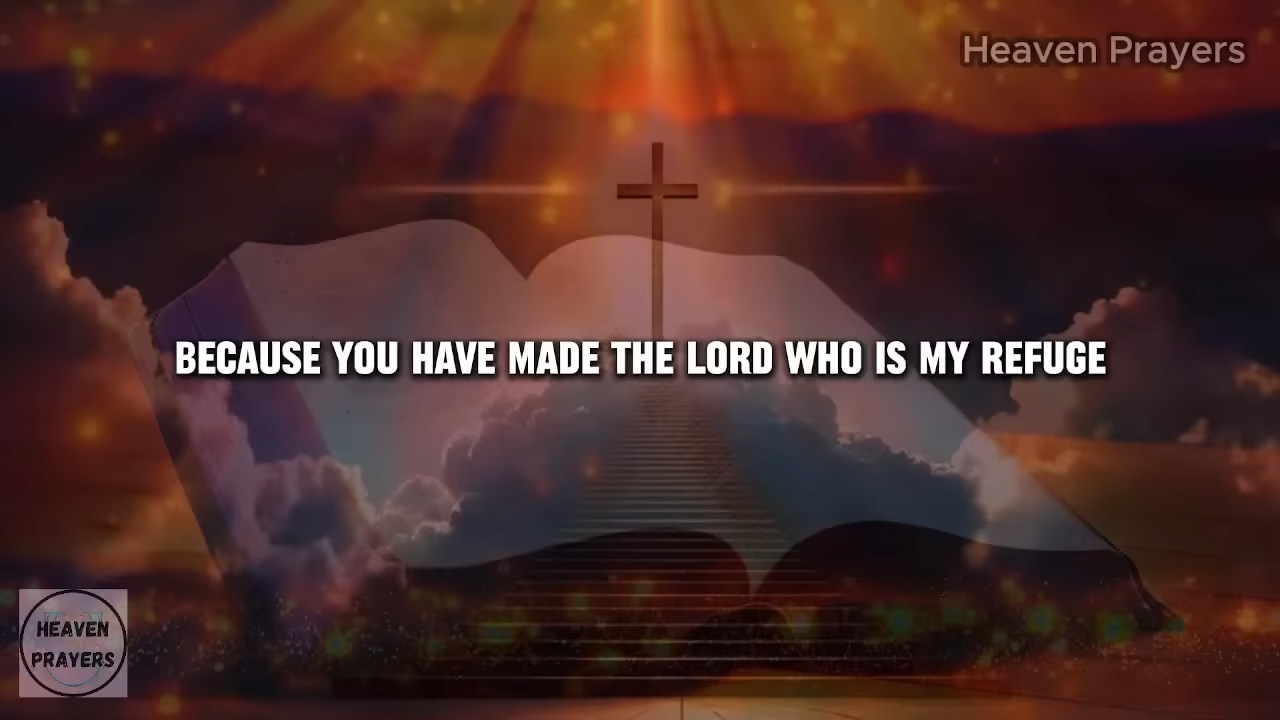 Heaven Prayers
BECAUSE YOU HAVE MADE THE LORD WHO IS MY REFUGE
HEAVEN
PRAYERS